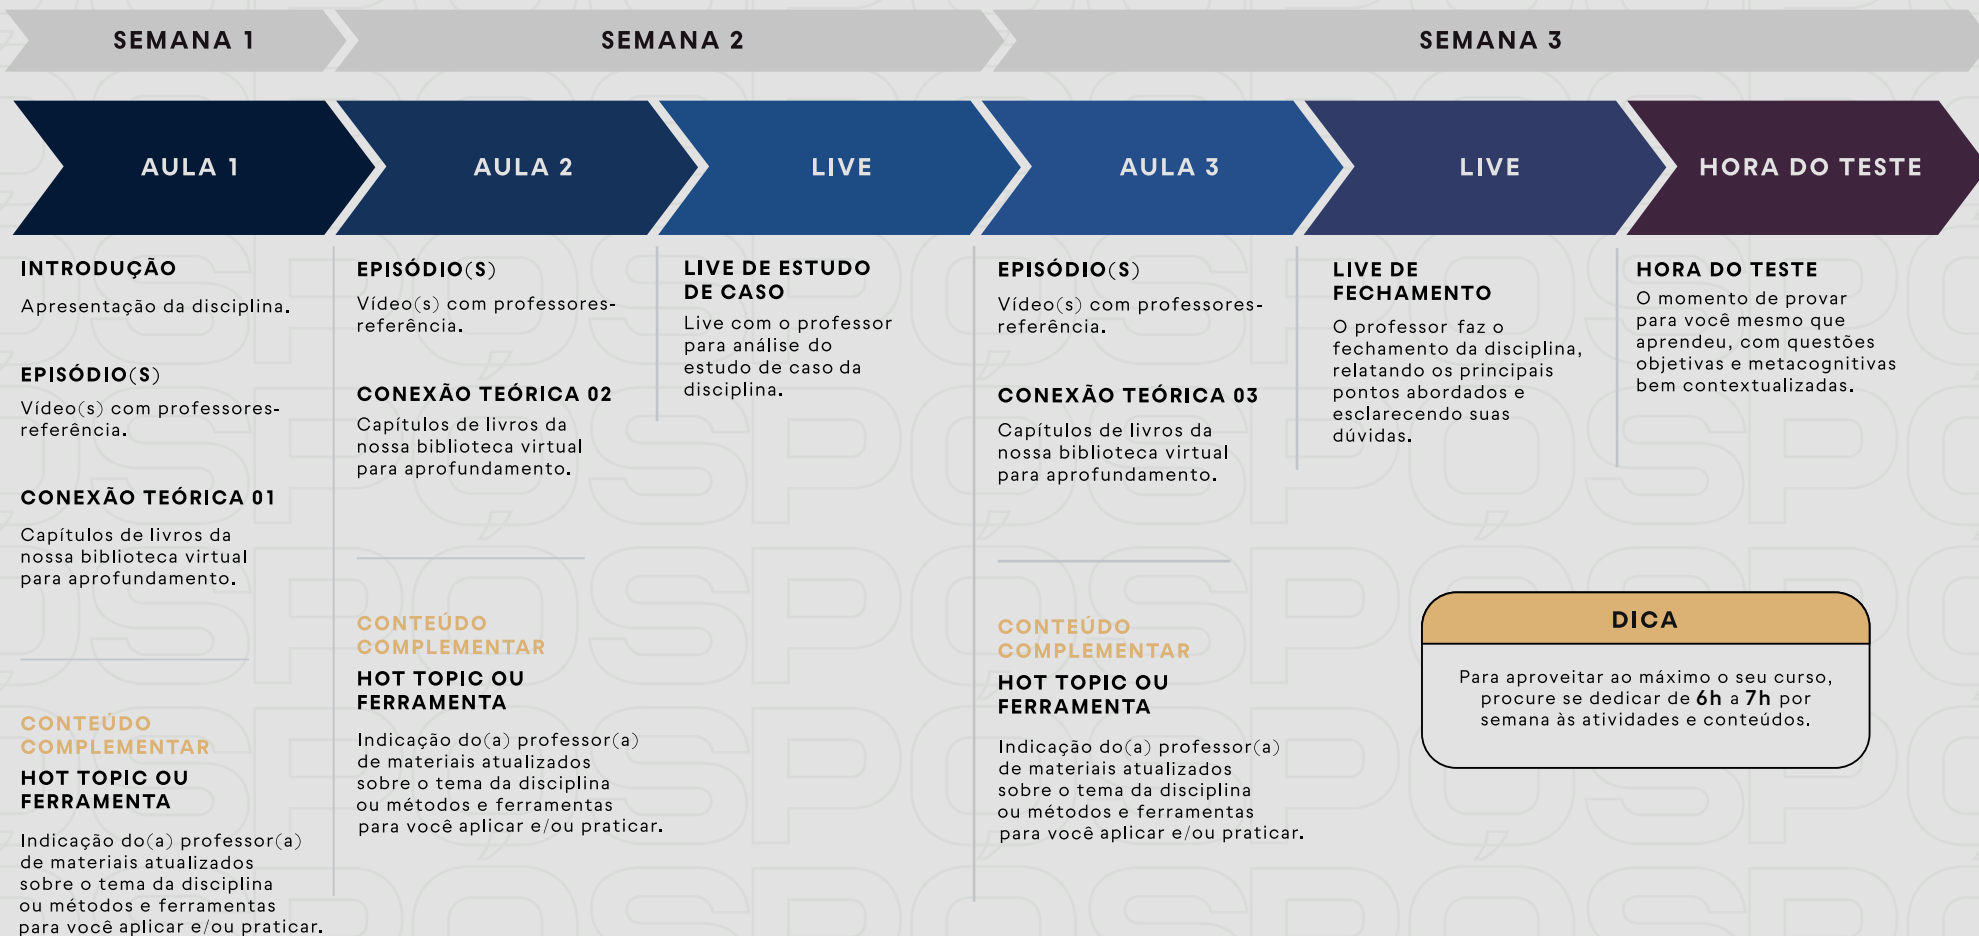 SEMANA 1
SEMANA 2
SEMANA 3
AULA 1
AULA 2
LIVE
AULA 3
LIVE
HORA DO TESTE
INTRODUÇÃO
Apresentação da disciplina.
EPISÓDIO(S)
Vídeo(s) com professores-
referência.
CONEXÃO TEÓRICA 01
Capítulos de livros da
nossa biblioteca virtual
para aprofundamento.
CONTEÚDO
COMPLEMENTAR
HOT TOPIC OU
FERRAMENTA
Indicação do(a) professor(a)
de materiais atualizados
sobre o tema da disciplina
ou métodos e ferramentas
para você aplicar e/ou praticar.
EPISÓDIO(S)
Vídeo(s) com professores-
referência.
CONEXÃO TEÓRICA 02
Capítulos de livros da
nossa biblioteca virtual
para aprofundamento.
CONTEÚDO
COMPLEMENTAR
HOT TOPIC OU
FERRAMENTA
Indicação do(a) professor(a)
de materiais atualizados
sobre o tema da disciplina
ou métodos e ferramentas
para você aplicar e/ou praticar.
LIVE DE ESTUDO
DE CASO
Live com o professor
para análise do
estudo de caso da
disciplina.
EPISÓDIO(S)
Vídeo(s) com professores-
referência.
CONEXÃO TEÓRICA 03
Capítulos de livros da
nossa biblioteca virtual
para aprofundamento.
CONTEÚDO
COMPLEMENTAR
HOT TOPIC OU
FERRAMENTA
Indicação do(a) professor(a)
de materiais atualizados
sobre o tema da disciplina
ou métodos e ferramentas
para você aplicar e/ou praticar.
LIVE DE
FECHAMENTO
O professor faz o
fechamento da disciplina,
relatando os principais
pontos abordados e
esclarecendo suas
dúvidas.
HORA DO TESTE
O momento de provar
para você mesmo que
aprendeu, com questões
objetivas e metacognitivas
bem contextualizadas.
DICA
Para aproveitar ao máximo o seu curso,
procure se dedicar de 6h a 7h por
semana às atividades e conteúdos.